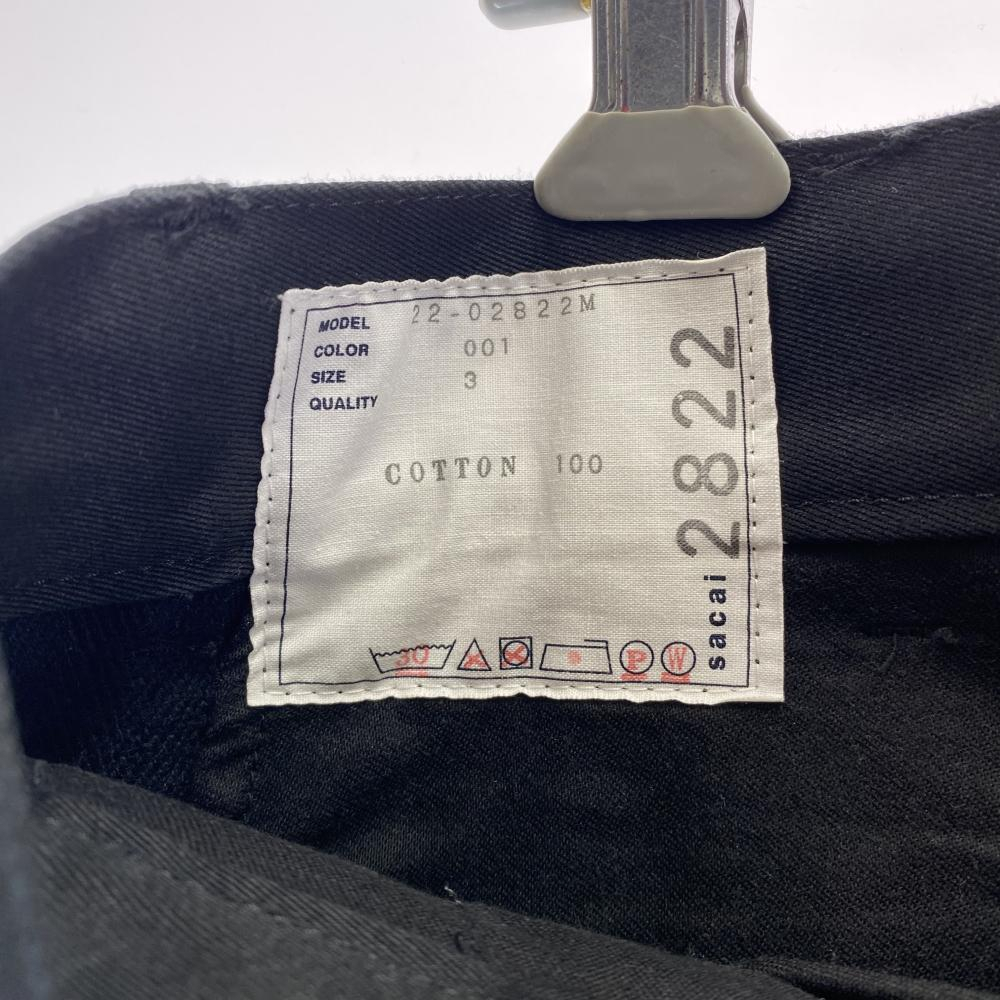 MODEL 22-02822M
COLOR 001
SIZE 3
QUALITY
COTTON 100
30
P
W
sacai 2822